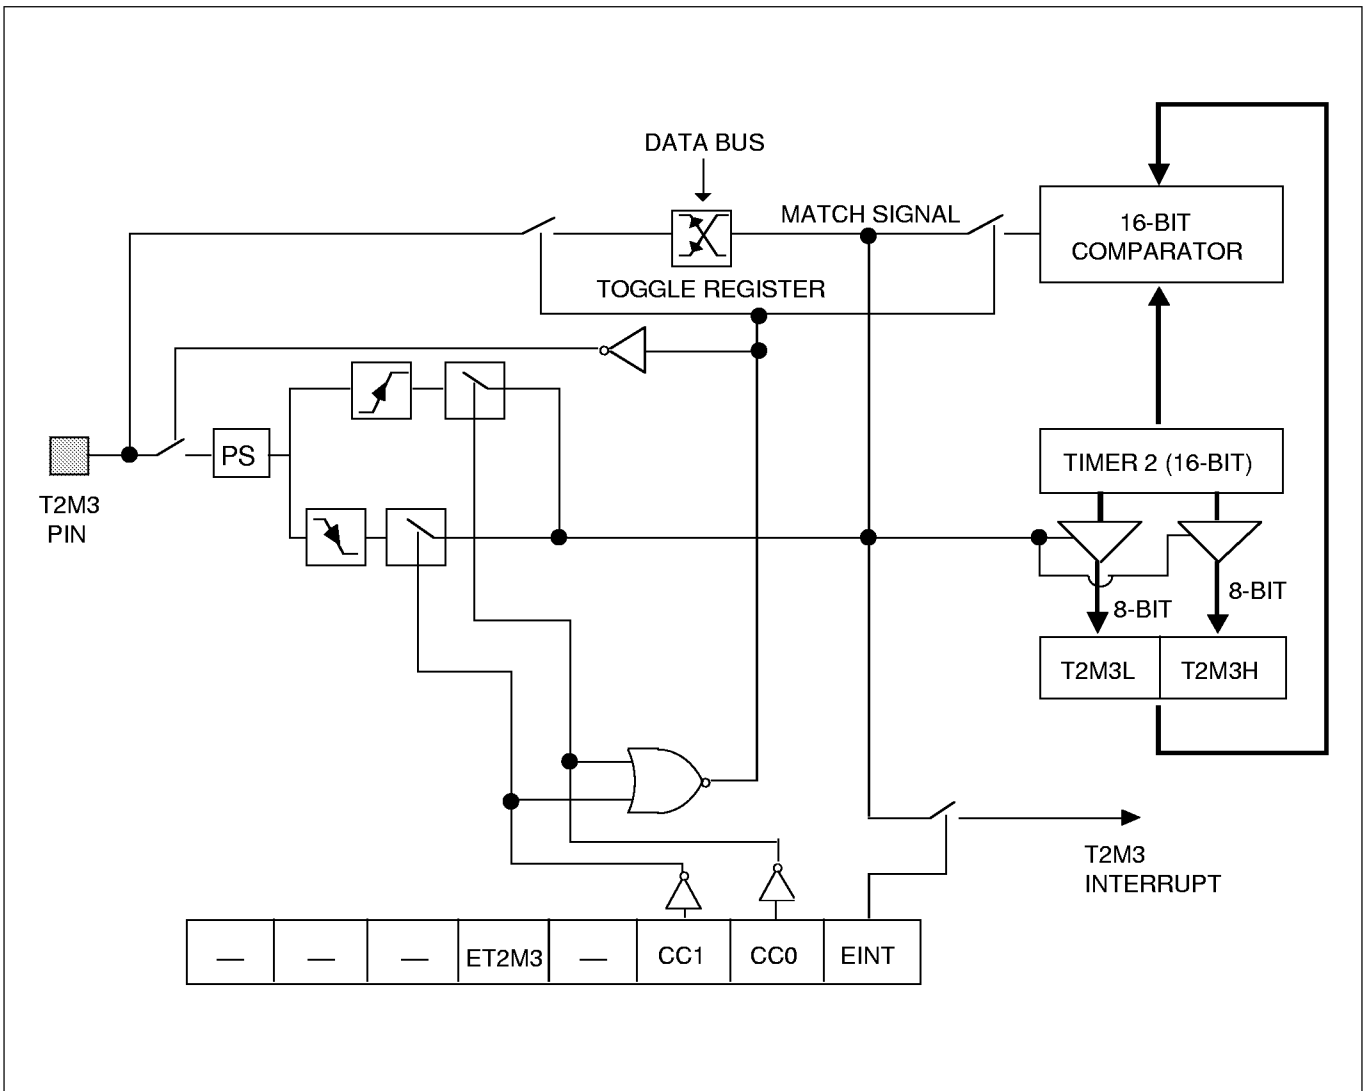 DATA BUS
MATCH SIGNAL
16-BIT
COMPARATOR
TOGGLE REGISTER
PS
TIMER 2 (16-BIT)
T2M3
PIN
8-BIT
8-BIT
T2M3L
T2M3H
T2M3
INTERRUPT
— — — ET2M3 — CC1 CC0 EINT